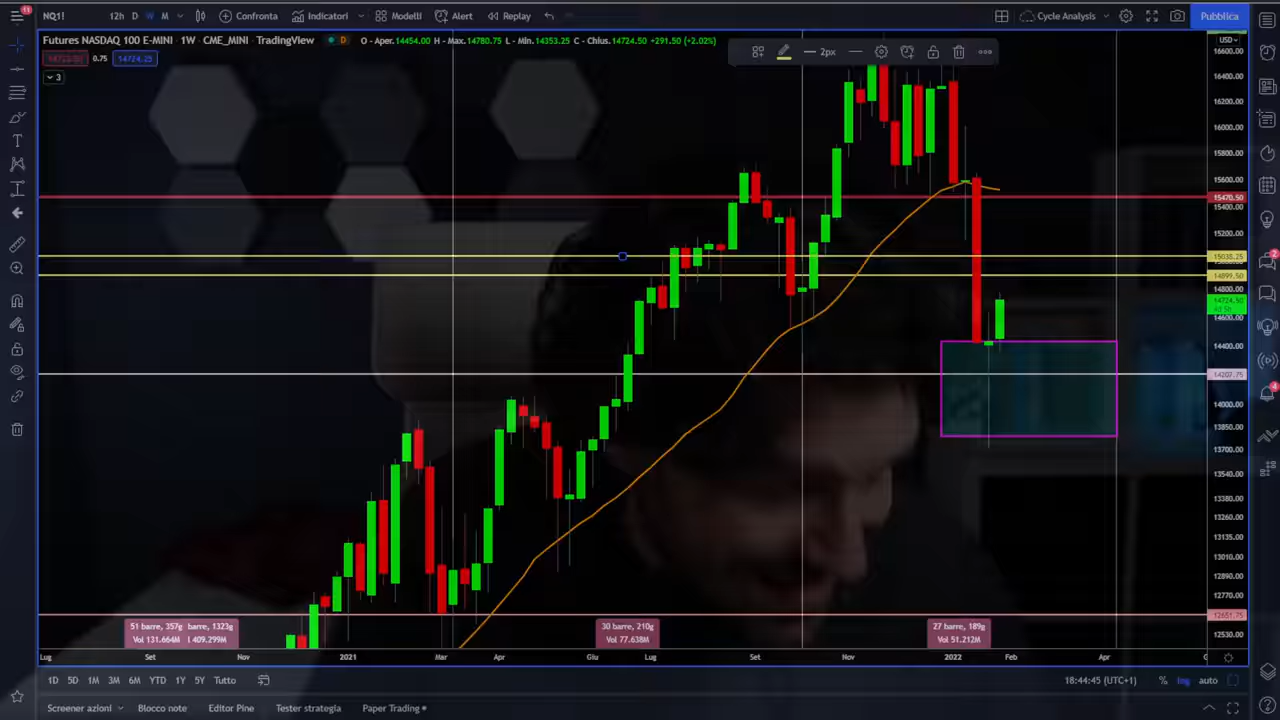 11
NQ1!
12h D W M
Confronta
Indicatori
Modelli
Alert
Replay
Cycle Analysis
Pubblica
Futures NASDAQ 100 E-MINI · 1W · CME_MINI · TradingView
D
O - Aper.14454.00 H - Max.14780.75 L - Min.14353.25 C - Chius.14724.50 +291.50 (+2.02%)
0.75
14724.25
3
2px
USD
16600.00
16400.00
16200.00
16000.00
15800.00
15600.00
15470.50
15400.00
15200.00
15035.25
14899.50
14800.00
14724.50
14600.00
14400.00
14207.75
14000.00
13850.00
13700.00
13540.00
13380.00
13260.00
13135.00
13010.00
12890.00
12770.00
12651.75
12530.00
2
4
51 barre, 357g barre, 1323g
Vol 131.664M l 409.299M
30 barre, 210g
Vol 77.638M
27 barre, 189g
Vol 51.212M
Lug Set Nov 2021 Mar Apr Giu Lug Set Nov 2022 Feb Apr
1D 5D 1M 3M 6M YTD 1Y 5Y Tutto
18:44:45 (UTC+1)
% log auto
Screener azioni
Blocco note
Editor Pine
Tester strategia
Paper Trading